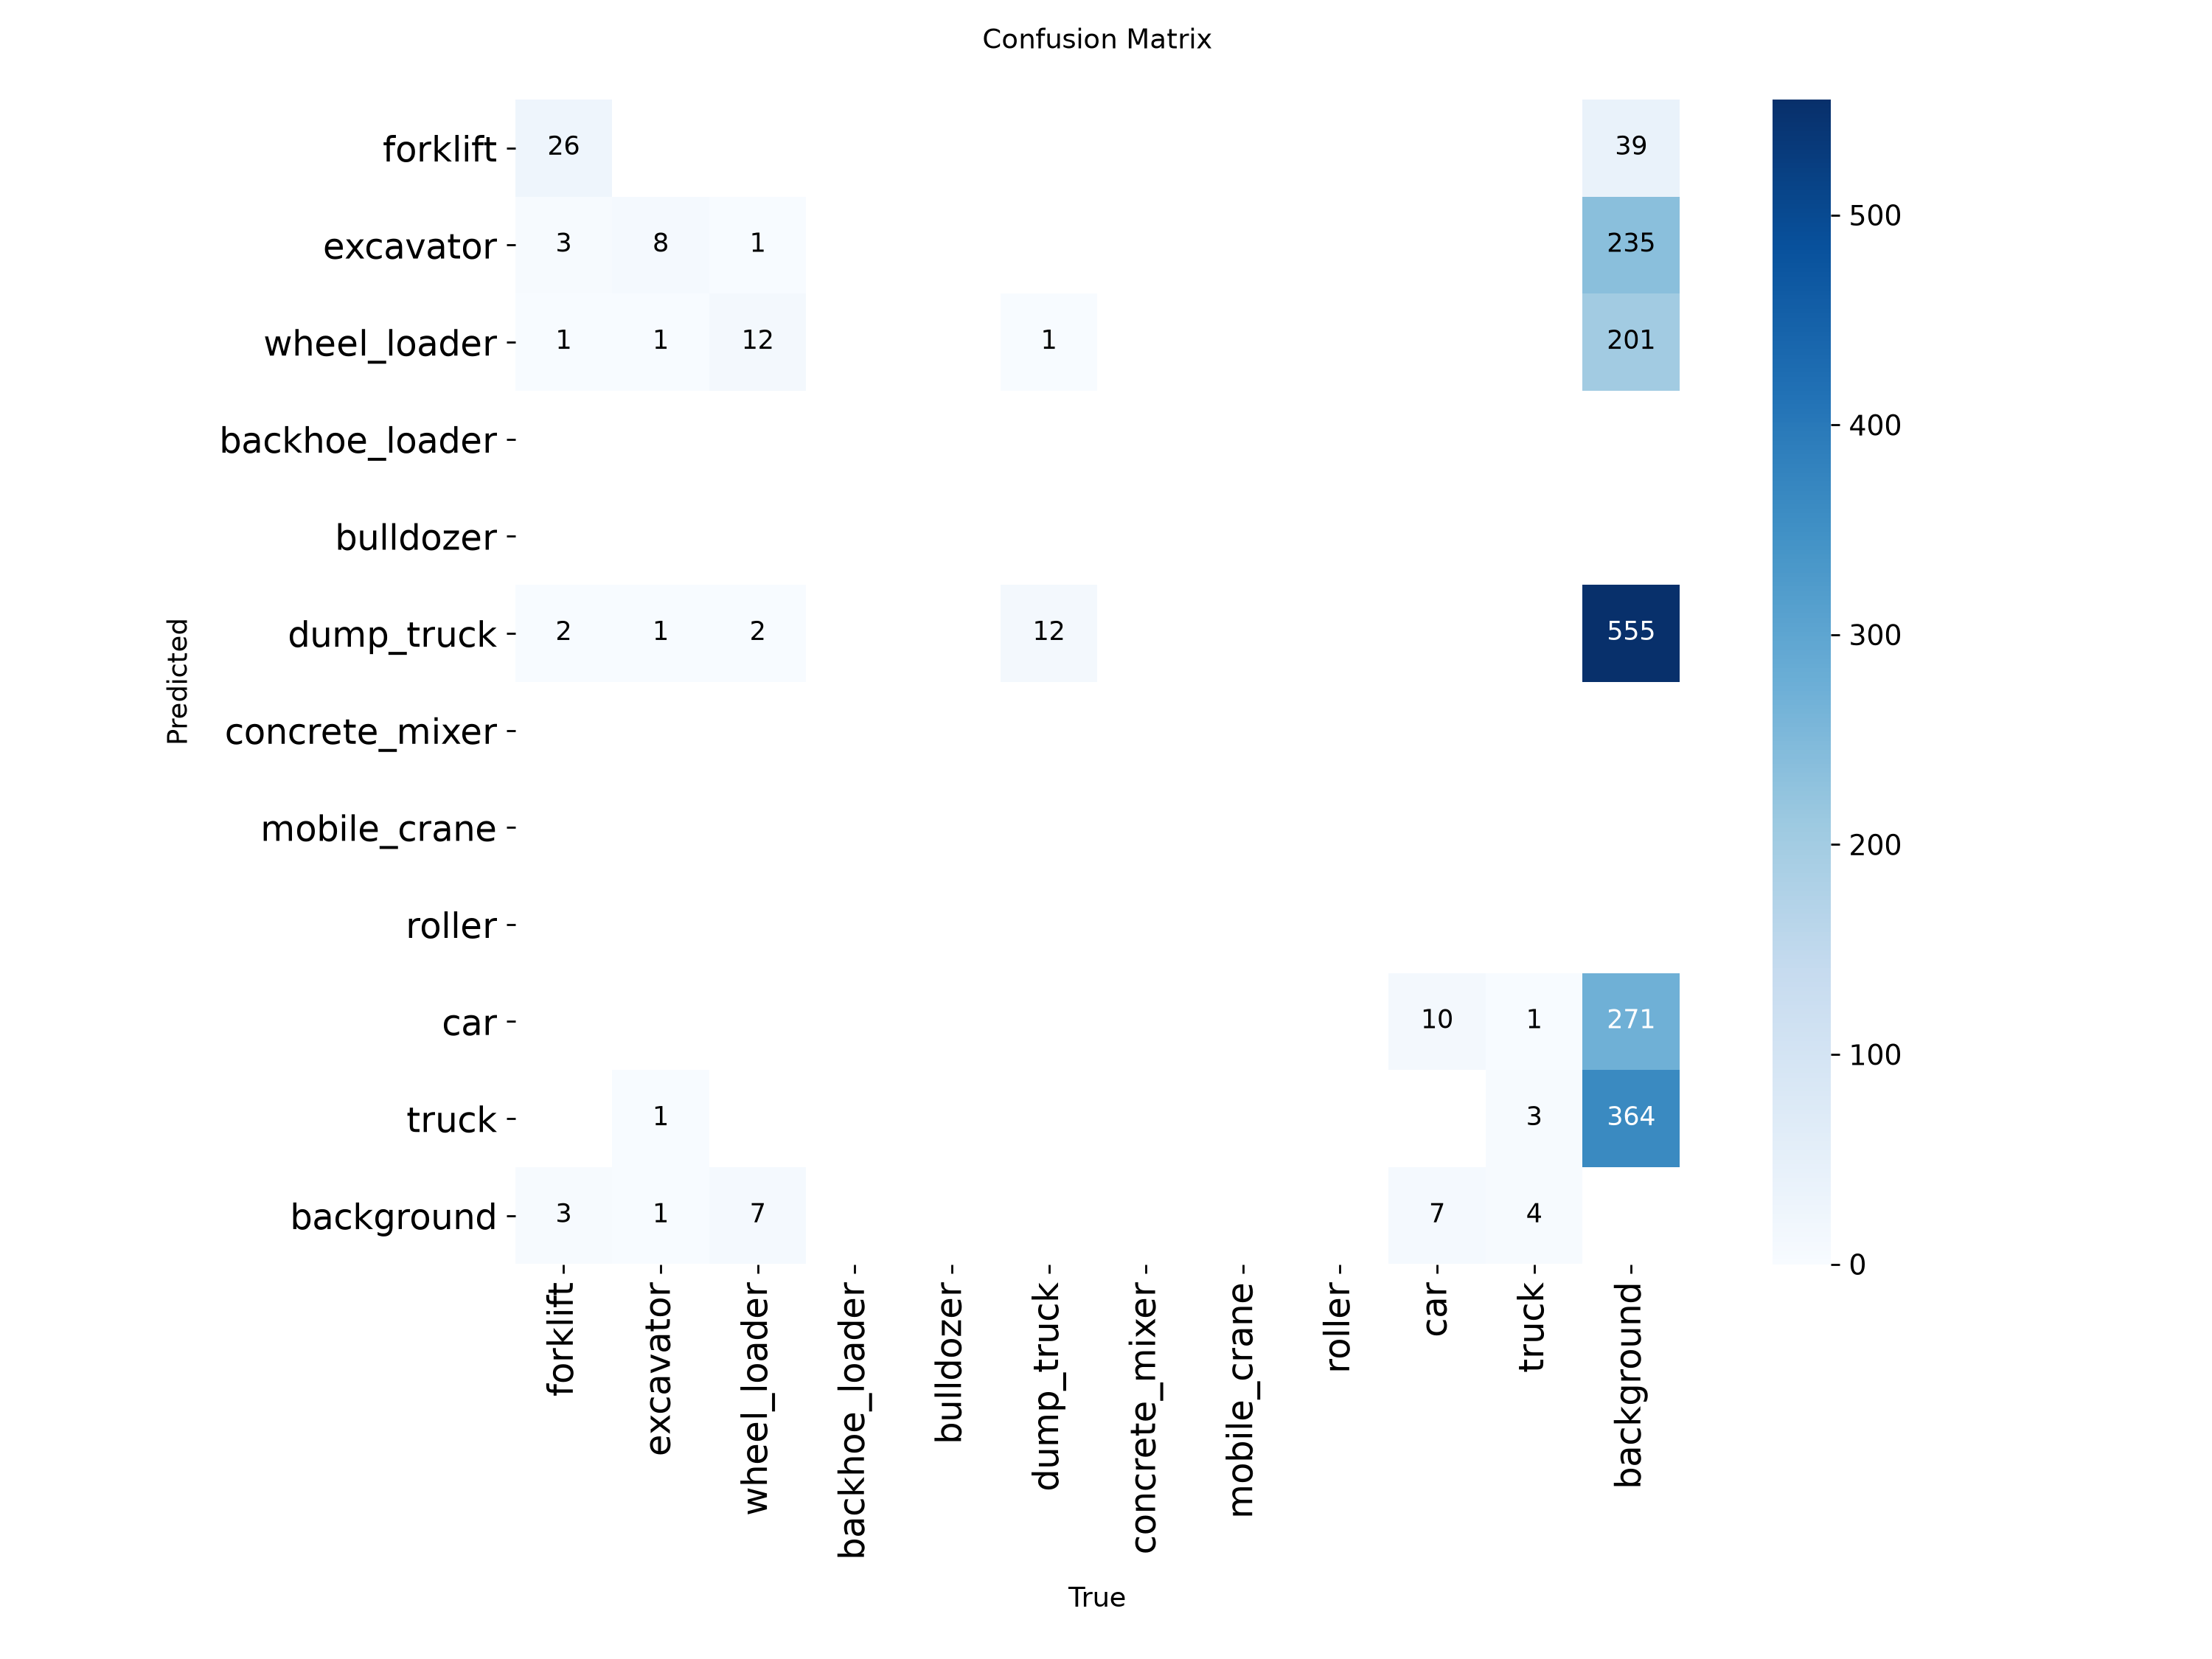 Confusion Matrix
forklift 26 39
excavator 3 8 1 235
wheel_loader 1 1 12 1 201
backhoe_loader
bulldozer
dump_truck 2 1 2 12 555
concrete_mixer
mobile_crane
roller
car 10 1 271
truck 1 3 364
background 3 1 7 7 4
Predicted
forklift
excavator
wheel_loader
backhoe_loader
bulldozer
dump_truck
concrete_mixer
mobile_crane
roller
car
truck
background
True
500
400
300
200
100
0